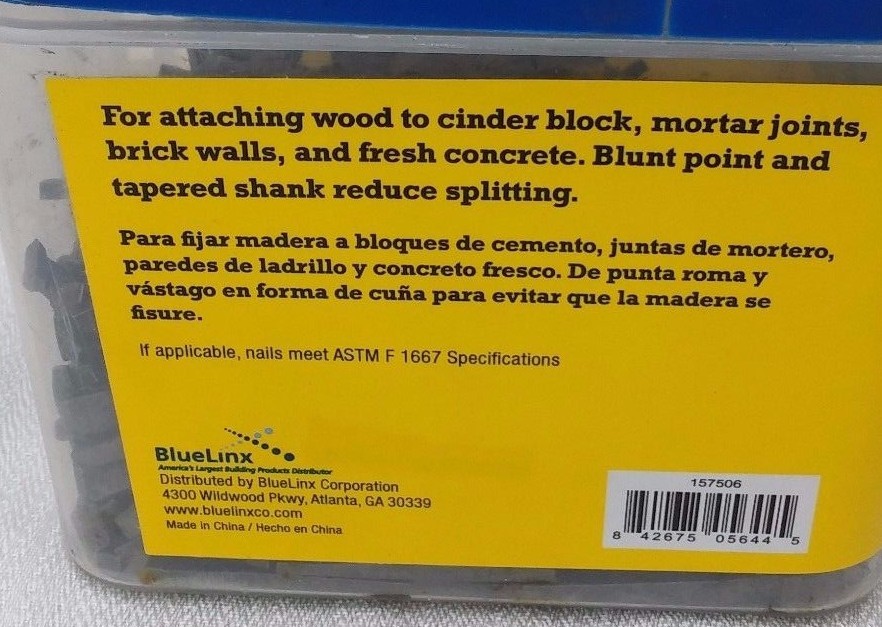 For attaching wood to cinder block, mortar joints,
brick walls, and fresh concrete. Blunt point and
tapered shank reduce splitting.
Para fijar madera a bloques de cemento, juntas de mortero,
paredes de ladrillo y concreto fresco. De punta roma y
vástago en forma de cuña para evitar que la madera se
fisure.
If applicable, nails meet ASTM F 1667 Specifications
BlueLinx
America's Largest Building Products Distributor
Distributed by BlueLinx Corporation
4300 Wildwood Pkwy, Atlanta, GA 30339
www.bluelinxco.com
Made in China / Hecho en China
157506
8 42675 05644 5